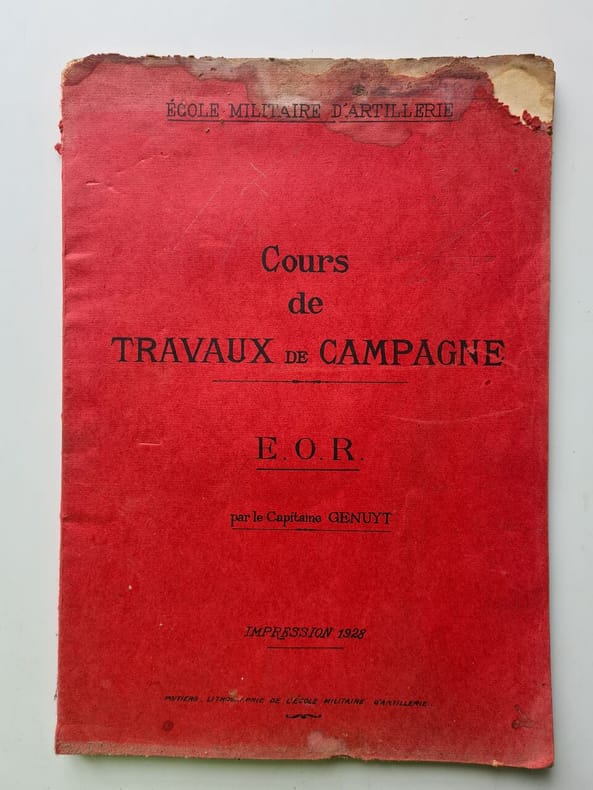 ÉCOLE MILITAIRE D'ARTILLERIE
Cours
de
TRAVAUX DE CAMPAGNE
E.O.R.
par le Capitaine GENUYT
IMPRESSION 1928
POITIERS. LITHOGRAPHIE DE L'ÉCOLE MILITAIRE D'ARTILLERIE.